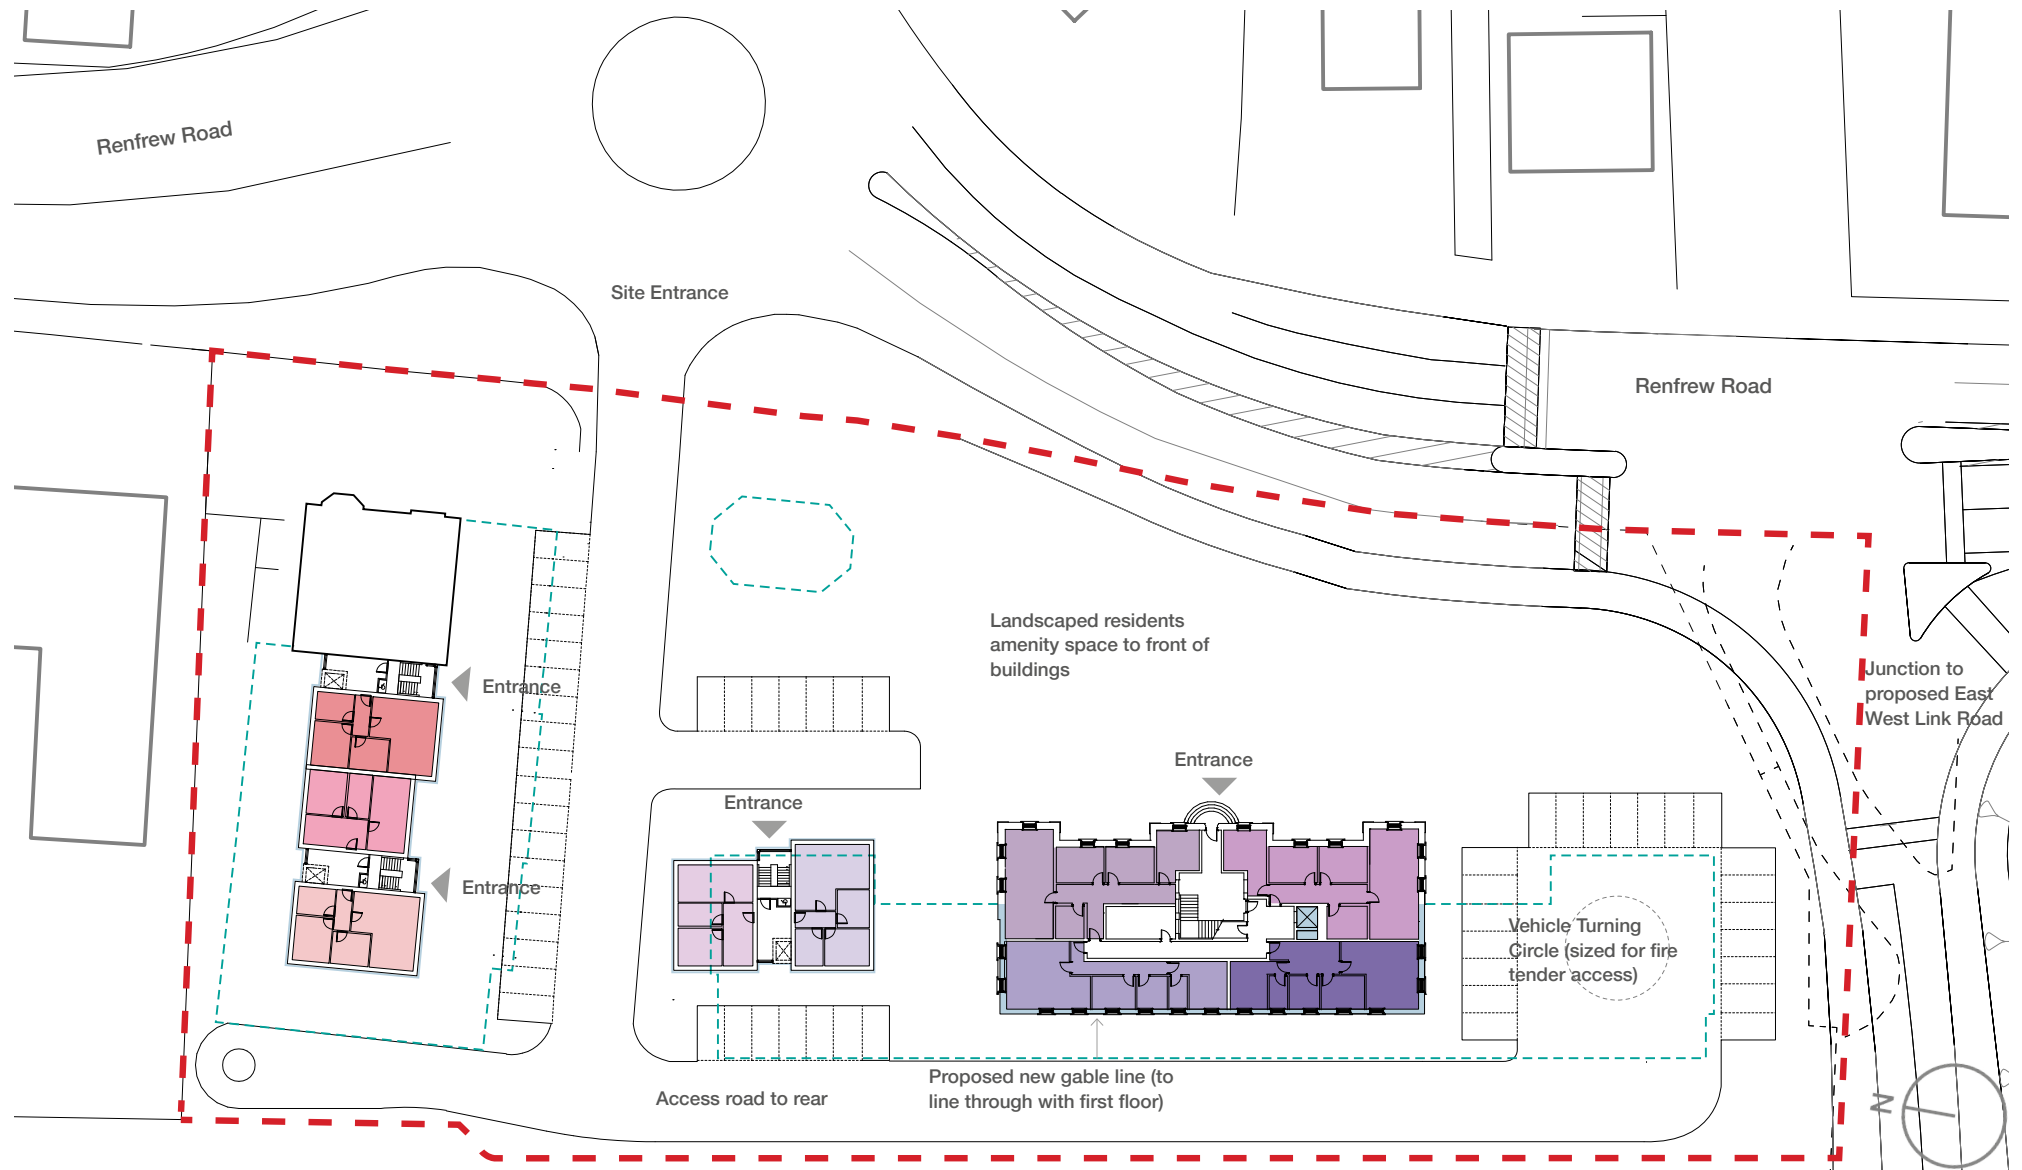 Renfrew Road
Site Entrance
Renfrew Road
Landscaped residents
amenity space to front of
buildings
Junction to
proposed East
West Link Road
Entrance
Entrance
Entrance
Entrance
Vehicle Turning
Circle (sized for fire
tender access)
Proposed new gable line (to
line through with first floor)
Access road to rear
N